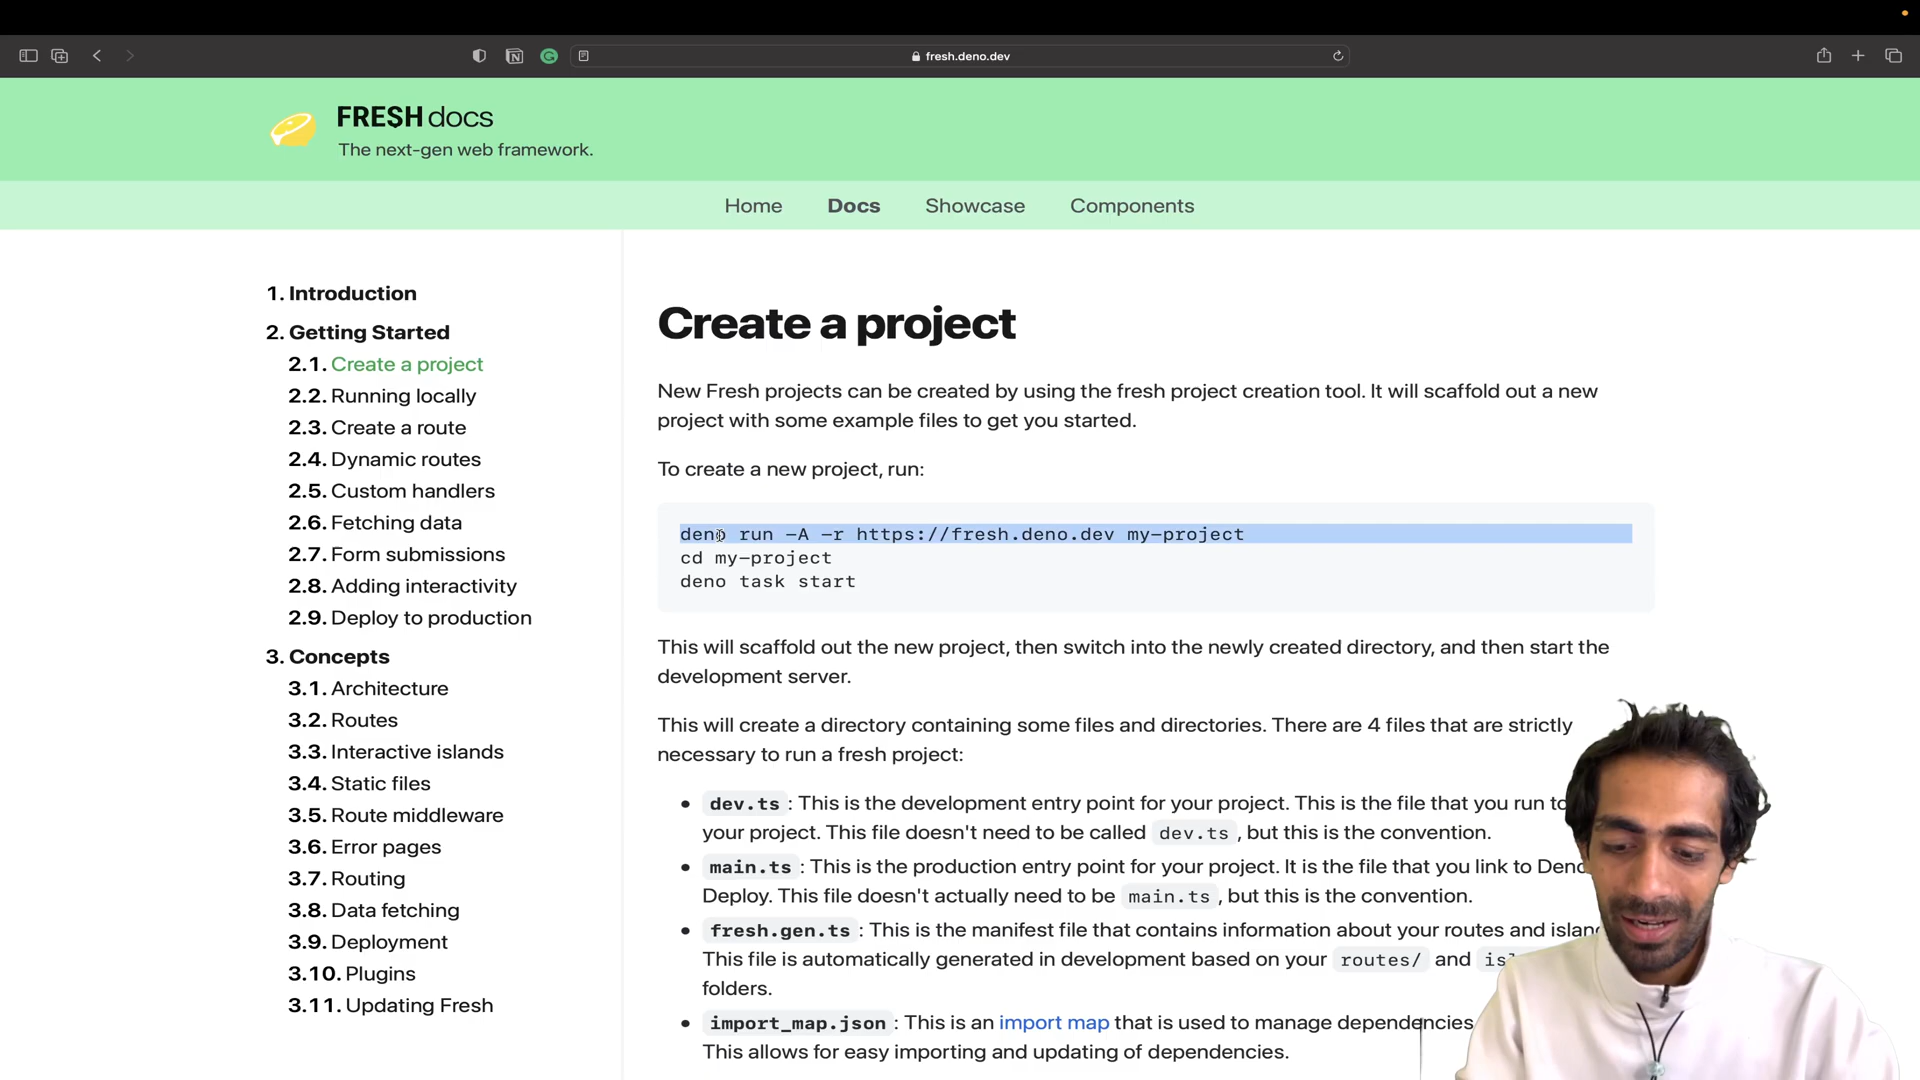 fresh.deno.dev
FRESH docs
The next-gen web framework.
Home Docs Showcase Components
1. Introduction
2. Getting Started
2.1. Create a project
2.2. Running locally
2.3. Create a route
2.4. Dynamic routes
2.5. Custom handlers
2.6. Fetching data
2.7. Form submissions
2.8. Adding interactivity
2.9. Deploy to production
3. Concepts
3.1. Architecture
3.2. Routes
3.3. Interactive islands
3.4. Static files
3.5. Route middleware
3.6. Error pages
3.7. Routing
3.8. Data fetching
3.9. Deployment
3.10. Plugins
3.11. Updating Fresh
Create a project
New Fresh projects can be created by using the fresh project creation tool. It will scaffold out a new
project with some example files to get you started.
To create a new project, run:
deno run -A -r https://fresh.deno.dev my-project
cd my-project
deno task start
This will scaffold out the new project, then switch into the newly created directory, and then start the
development server.
This will create a directory containing some files and directories. There are 4 files that are strictly
necessary to run a fresh project:
• dev.ts : This is the development entry point for your project. This is the file that you run to
your project. This file doesn't need to be called dev.ts , but this is the convention.
• main.ts : This is the production entry point for your project. It is the file that you link to Deno
Deploy. This file doesn't actually need to be main.ts , but this is the convention.
• fresh.gen.ts : This is the manifest file that contains information about your routes and
This file is automatically generated in development based on your routes/ and
folders.
• import_map.json : This is an import map that is used to manage dependencies
This allows for easy importing and updating of dependencies.